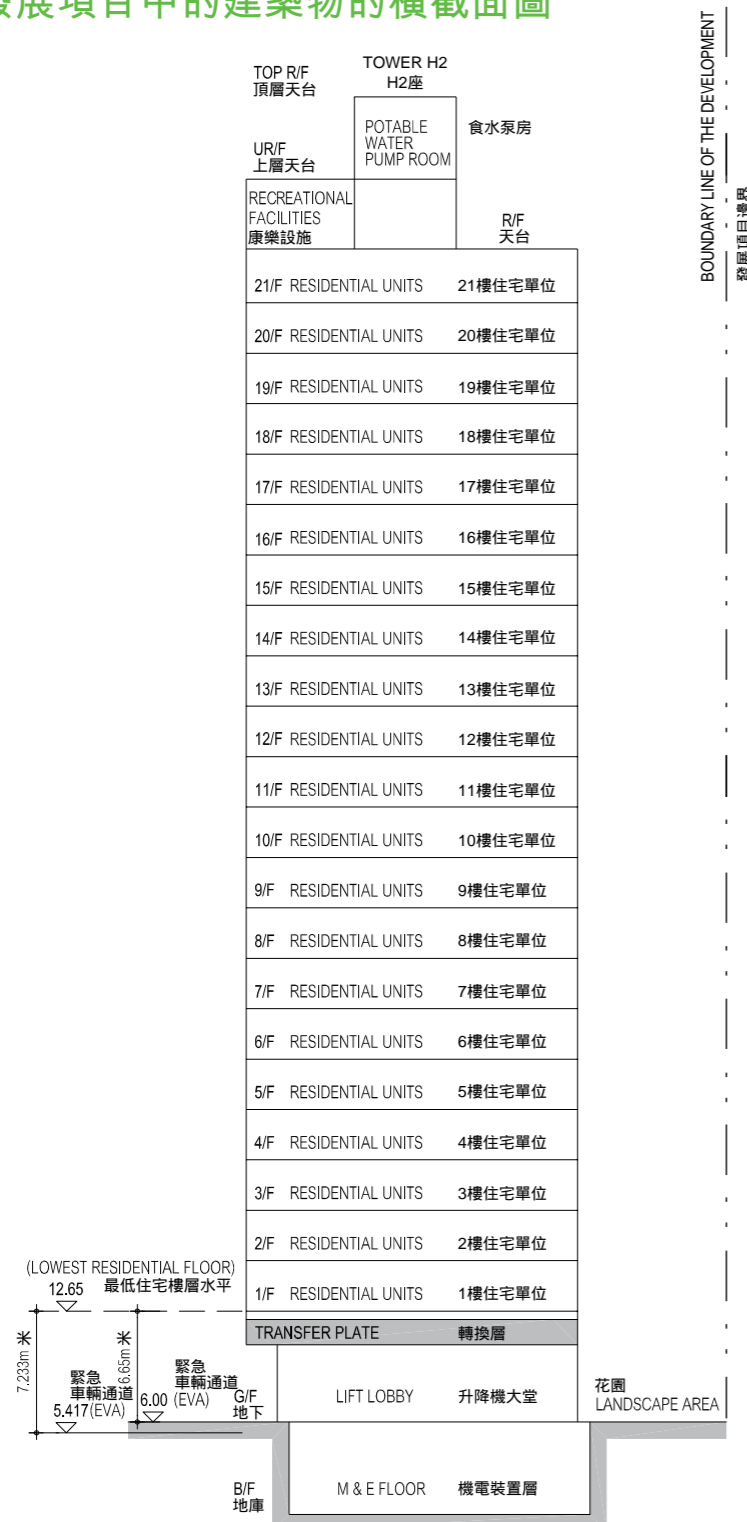 發展項目中的建築物的橫截面圖
TOWER H2
H2座
TOP R/F
頂層天台
POTABLE
WATER
PUMP ROOM
食水泵房
UR/F
上層天台
RECREATIONAL
FACILITIES
康樂設施
R/F
天台
21/F RESIDENTIAL UNITS 21樓住宅單位
20/F RESIDENTIAL UNITS 20樓住宅單位
19/F RESIDENTIAL UNITS 19樓住宅單位
18/F RESIDENTIAL UNITS 18樓住宅單位
17/F RESIDENTIAL UNITS 17樓住宅單位
16/F RESIDENTIAL UNITS 16樓住宅單位
15/F RESIDENTIAL UNITS 15樓住宅單位
14/F RESIDENTIAL UNITS 14樓住宅單位
13/F RESIDENTIAL UNITS 13樓住宅單位
12/F RESIDENTIAL UNITS 12樓住宅單位
11/F RESIDENTIAL UNITS 11樓住宅單位
10/F RESIDENTIAL UNITS 10樓住宅單位
9/F RESIDENTIAL UNITS 9樓住宅單位
8/F RESIDENTIAL UNITS 8樓住宅單位
7/F RESIDENTIAL UNITS 7樓住宅單位
6/F RESIDENTIAL UNITS 6樓住宅單位
5/F RESIDENTIAL UNITS 5樓住宅單位
4/F RESIDENTIAL UNITS 4樓住宅單位
3/F RESIDENTIAL UNITS 3樓住宅單位
2/F RESIDENTIAL UNITS 2樓住宅單位
1/F RESIDENTIAL UNITS 1樓住宅單位
TRANSFER PLATE 轉換層
(LOWEST RESIDENTIAL FLOOR)
12.65 最低住宅樓層水平
7.233m 米
6.65m 米
緊急
車輛通道
5.417(EVA)
緊急
車輛通道
6.00 (EVA)
G/F
地下
LIFT LOBBY 升降機大堂
花園
LANDSCAPE AREA
B/F
地庫
M & E FLOOR 機電裝置層
BOUNDARY LINE OF THE DEVELOPMENT
發展項目邊界